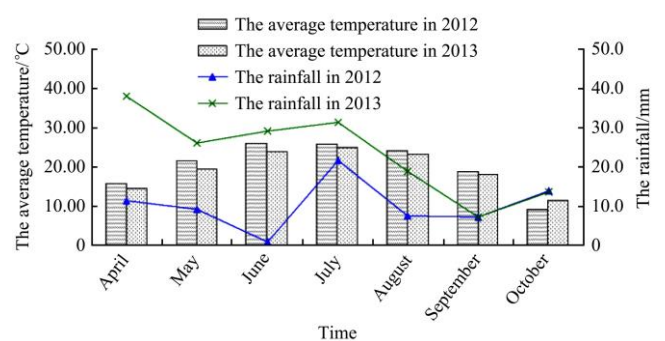 The average temperature in 2012
The average temperature in 2013
The rainfall in 2012
The rainfall in 2013
The average temperature/℃
50.00
40.00
30.00
20.00
10.00
0
50.0
40.0
30.0
20.0
10.0
0
The rainfall/mm
April
May
June
July
August
September
October
Time